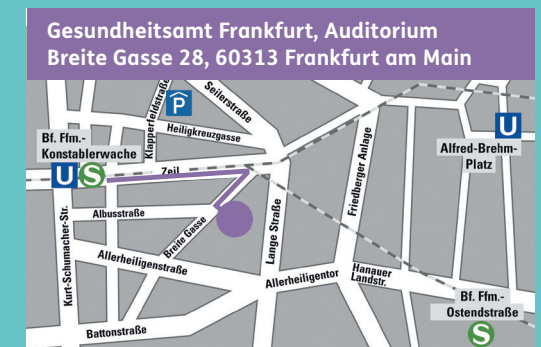 Gesundheitsamt Frankfurt, Auditorium
Breite Gasse 28, 60313 Frankfurt am Main
Seilerstraße
P
Klapperfeldstraße
Heiligkreuzgasse
Bf. Ffm.-
Konstablerwache
U S
Zeil
Friedberger Anlage
U
Alfred-Brehm-
Platz
Kurt-Schumacher-Str.
Albusstraße
Breite Gasse
Lange Straße
Allerheiligenstraße
Allerheiligentor
Hanauer
Landstr.
Battonstraße
Bf. Ffm.-
Ostendstraße
S